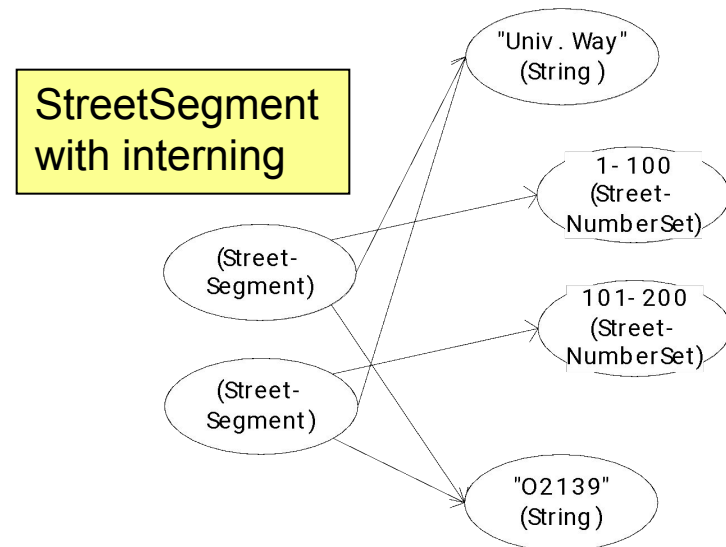 StreetSegment
with interning
"Univ. Way"
(String)
1-100
(Street-
NumberSet)
(Street-
Segment)
101-200
(Street-
NumberSet)
(Street-
Segment)
"O2139"
(String)